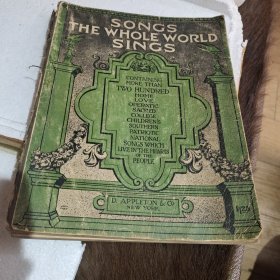 SONGS
THE WHOLE WORLD
SINGS
CONTAINING
MORE THAN
TWO HUNDRED
HOME
LOVE
OPERATIC
SACRED
COLLEGE
CHILDREN'S
SOUTHERN
PATRIOTIC
NATIONAL
SONGS WHICH
LIVE IN THE HEARTS
OF THE
PEOPLE
D. APPLETON & CO.
NEW YORK